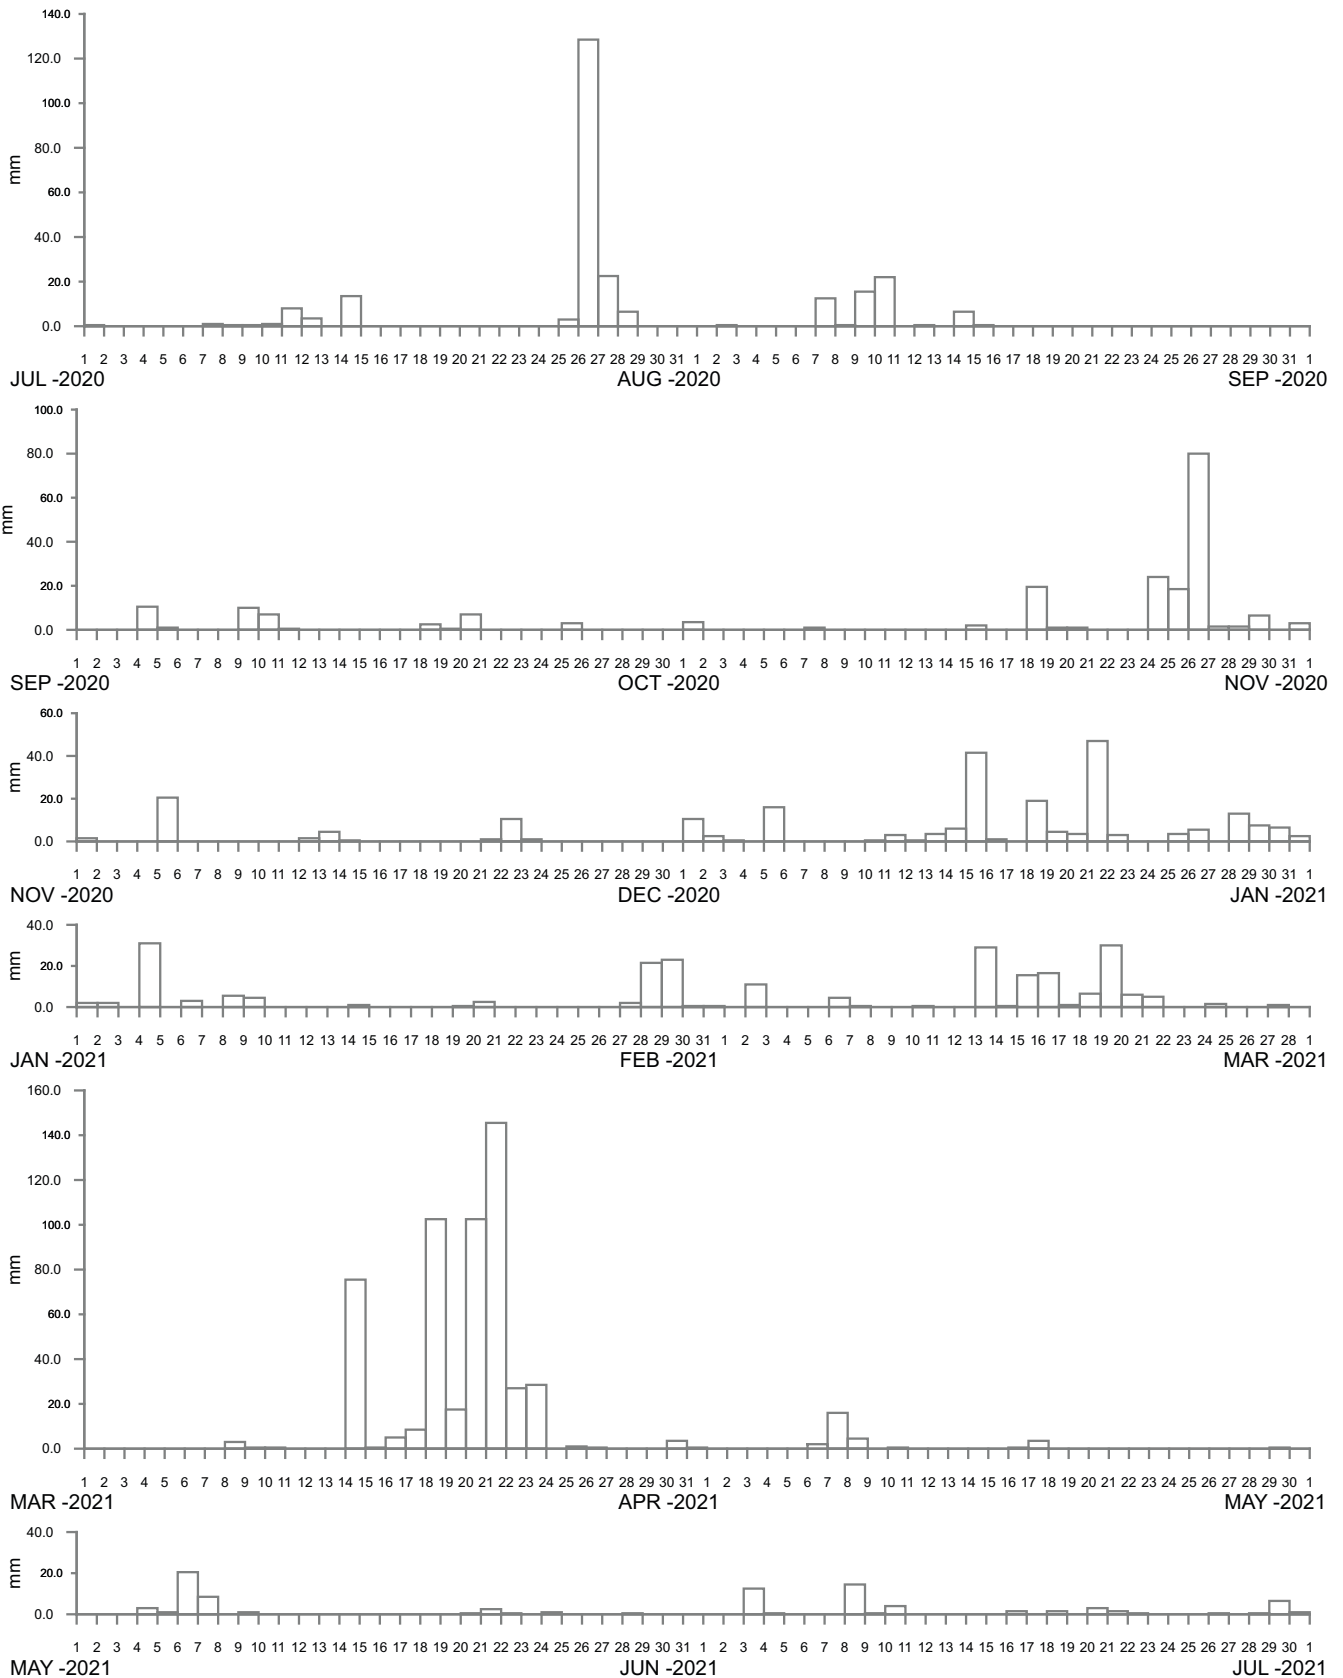 140.0
120.0
100.0
80.0
60.0
40.0
20.0
0.0
mm
1 2 3 4 5 6 7 8 9 10 11 12 13 14 15 16 17 18 19 20 21 22 23 24 25 26 27 28 29 30 31 1 2 3 4 5 6 7 8 9 10 11 12 13 14 15 16 17 18 19 20 21 22 23 24 25 26 27 28 29 30 31 1
JUL -2020 AUG -2020 SEP -2020
100.0
80.0
60.0
40.0
20.0
0.0
mm
1 2 3 4 5 6 7 8 9 10 11 12 13 14 15 16 17 18 19 20 21 22 23 24 25 26 27 28 29 30 1 2 3 4 5 6 7 8 9 10 11 12 13 14 15 16 17 18 19 20 21 22 23 24 25 26 27 28 29 30 31 1
SEP -2020 OCT -2020 NOV -2020
60.0
40.0
20.0
0.0
mm
1 2 3 4 5 6 7 8 9 10 11 12 13 14 15 16 17 18 19 20 21 22 23 24 25 26 27 28 29 30 1 2 3 4 5 6 7 8 9 10 11 12 13 14 15 16 17 18 19 20 21 22 23 24 25 26 27 28 29 30 31 1
NOV -2020 DEC -2020 JAN -2021
40.0
20.0
0.0
mm
1 2 3 4 5 6 7 8 9 10 11 12 13 14 15 16 17 18 19 20 21 22 23 24 25 26 27 28 29 30 31 1 2 3 4 5 6 7 8 9 10 11 12 13 14 15 16 17 18 19 20 21 22 23 24 25 26 27 28 1
JAN -2021 FEB -2021 MAR -2021
160.0
140.0
120.0
100.0
80.0
60.0
40.0
20.0
0.0
mm
1 2 3 4 5 6 7 8 9 10 11 12 13 14 15 16 17 18 19 20 21 22 23 24 25 26 27 28 29 30 31 1 2 3 4 5 6 7 8 9 10 11 12 13 14 15 16 17 18 19 20 21 22 23 24 25 26 27 28 29 30 1
MAR -2021 APR -2021 MAY -2021
40.0
20.0
0.0
mm
1 2 3 4 5 6 7 8 9 10 11 12 13 14 15 16 17 18 19 20 21 22 23 24 25 26 27 28 29 30 31 1 2 3 4 5 6 7 8 9 10 11 12 13 14 15 16 17 18 19 20 21 22 23 24 25 26 27 28 29 30 1
MAY -2021 JUN -2021 JUL -2021